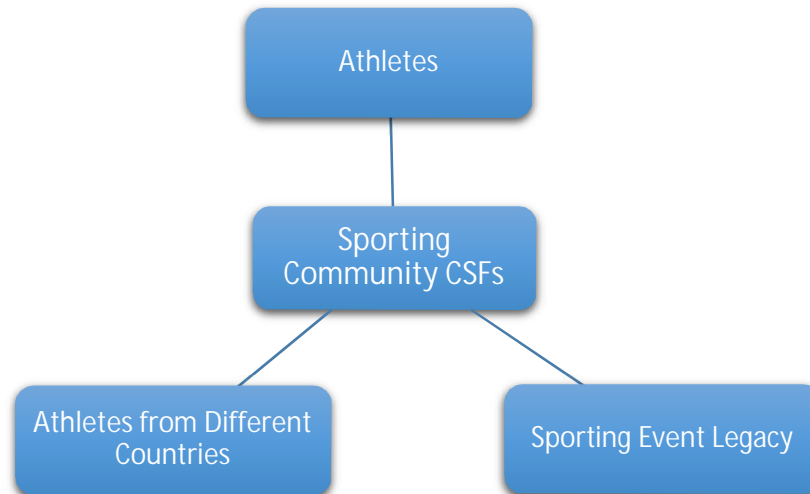 Athletes
Sporting
Community CSFs
Athletes from Different
Countries
Sporting Event Legacy